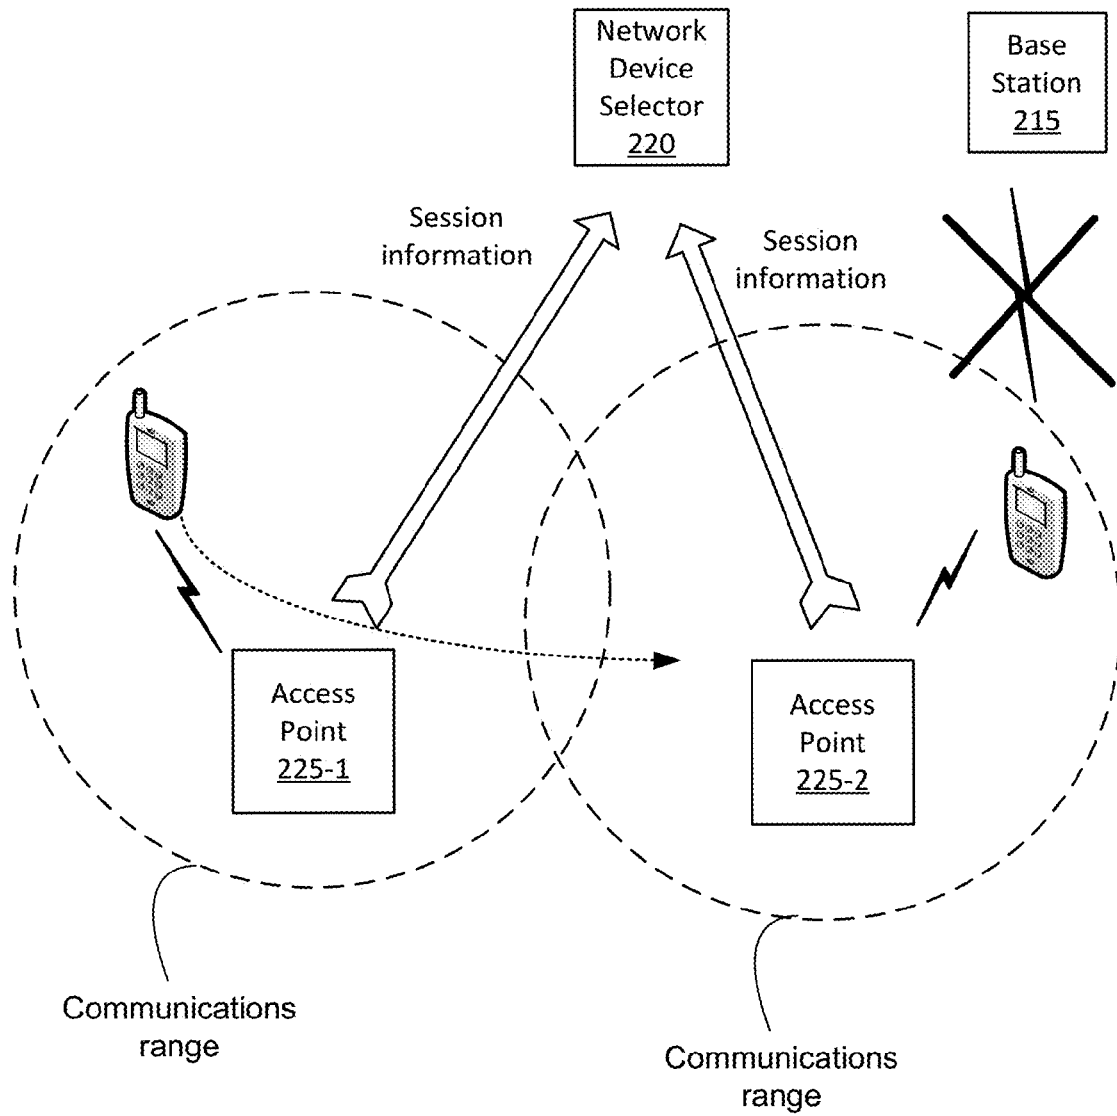 Network
Device
Selector
220
Base
Station
215
Session
information
Session
information
Access
Point
225-1
Access
Point
225-2
Communications
range
Communications
range